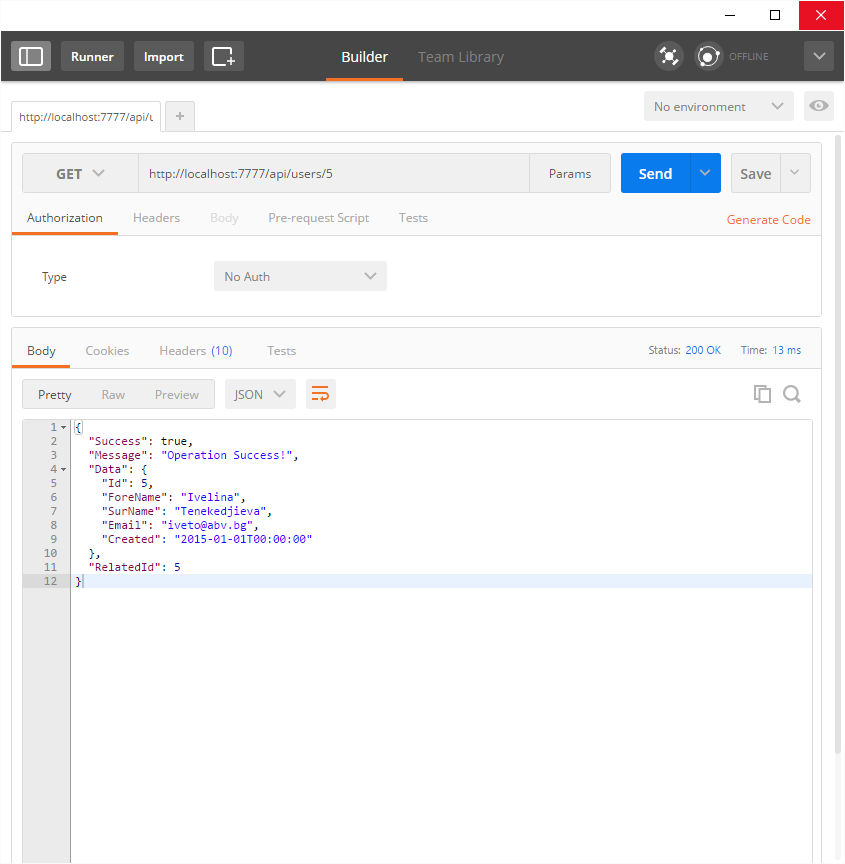 Runner Import Builder Team Library OFFLINE
http://localhost:7777/api/u + No environment
GET http://localhost:7777/api/users/5 Params Send Save
Authorization Headers Body Pre-request Script Tests Generate Code
Type No Auth
Body Cookies Headers (10) Tests Status: 200 OK Time: 13 ms
Pretty Raw Preview JSON
1 {
2 "Success": true,
3 "Message": "Operation Success!",
4 "Data": {
5 "Id": 5,
6 "ForeName": "Ivelina",
7 "SurName": "Tenekedjieva",
8 "Email": "iveto@abv.bg",
9 "Created": "2015-01-01T00:00:00"
10 },
11 "RelatedId": 5
12 }